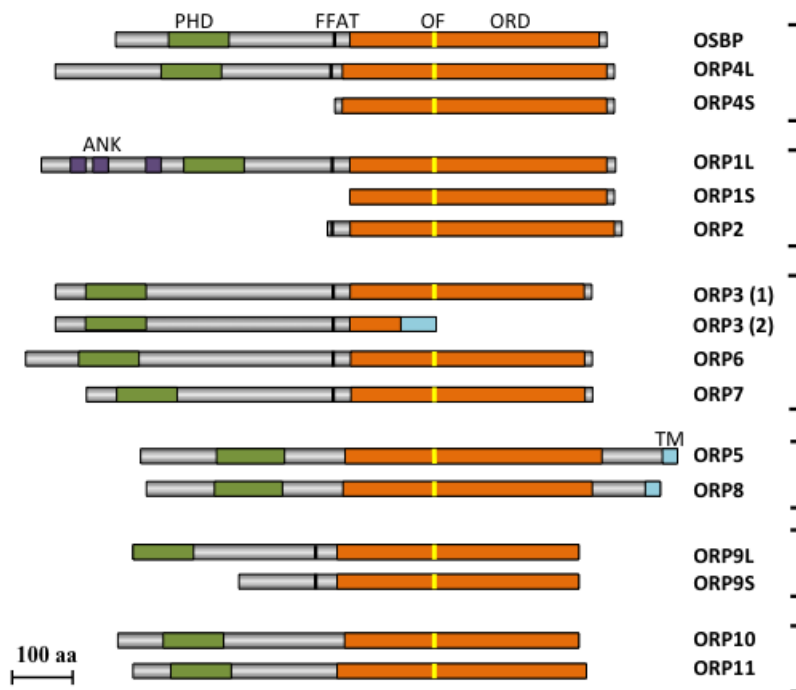 PHD FFAT OF ORD
OSBP
ORP4L
ORP4S
ANK
ORP1L
ORP1S
ORP2
ORP3 (1)
ORP3 (2)
ORP6
ORP7
TM
ORP5
ORP8
ORP9L
ORP9S
ORP10
100 aa
ORP11